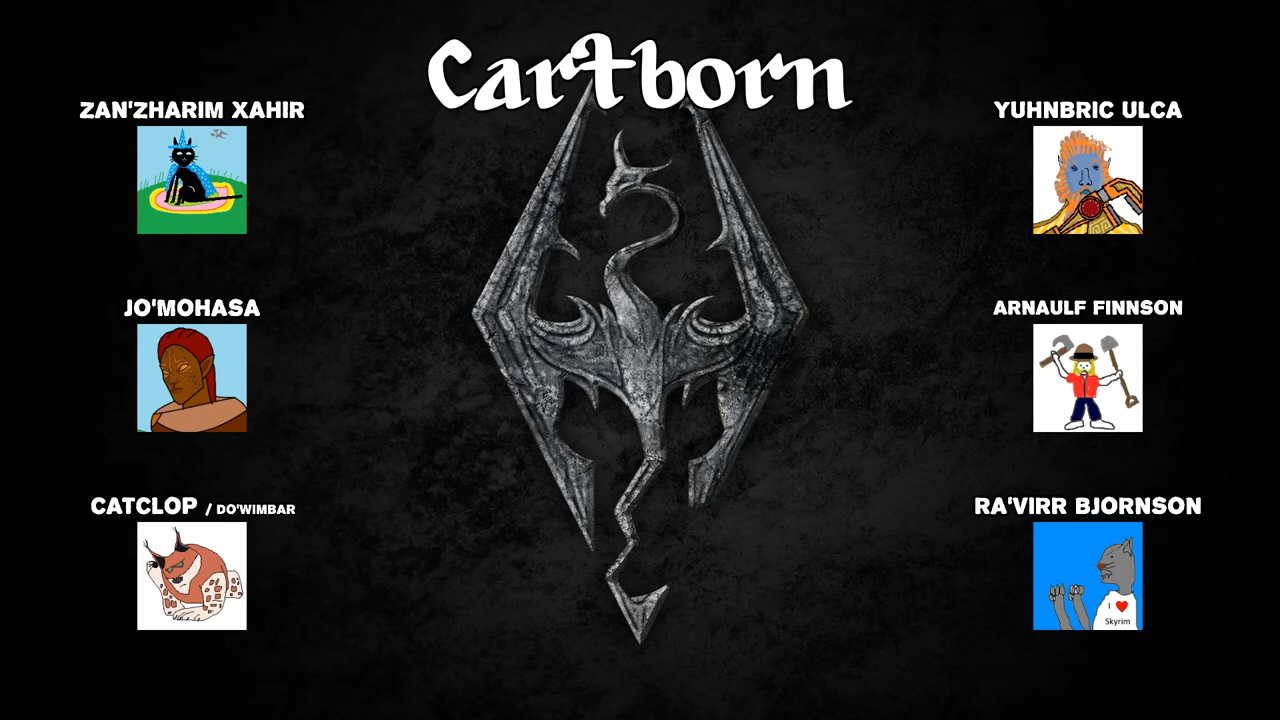 Cartborn
ZAN'ZHARIM XAHIR
YUHNBRIC ULCA
JO'MOHASA
ARNAULF FINNSON
CATCLOP / DO'WIMBAR
RA'VIRR BJORNSON
I ❤
Skyrim